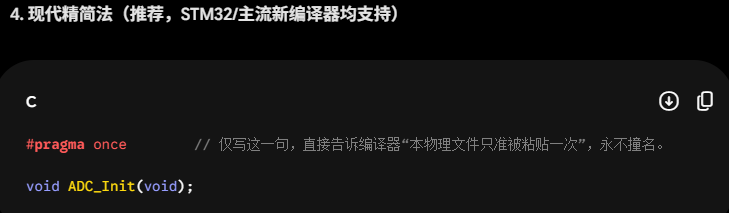 4. 现代精简法（推荐，STM32/主流新编译器均支持）
C
#pragma once // 仅写这一句，直接告诉编译器“本物理文件只准被粘贴一次”，永不撞名。
void ADC_Init(void);